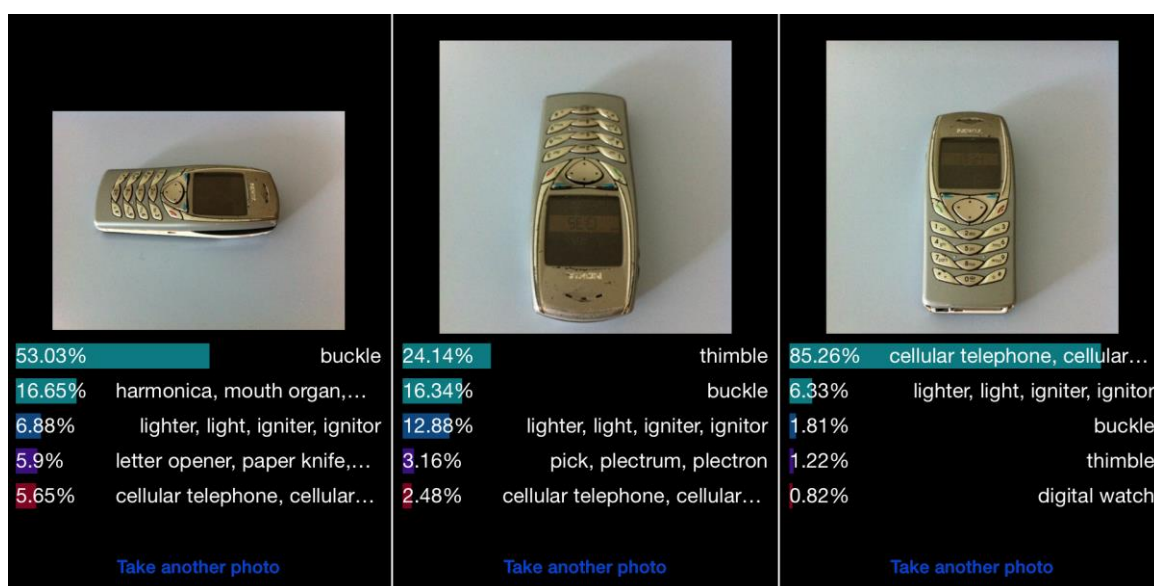 53.03% buckle
16.65% harmonica, mouth organ,...
6.88% lighter, light, igniter, ignitor
5.9% letter opener, paper knife,...
5.65% cellular telephone, cellular...
Take another photo
NOKIA
24.14% thimble
16.34% buckle
12.88% lighter, light, igniter, ignitor
3.16% pick, plectrum, plectron
2.48% cellular telephone, cellular...
Take another photo
NOKIA
85.26% cellular telephone, cellular...
6.33% lighter, light, igniter, ignitor
1.81% buckle
1.22% thimble
0.82% digital watch
Take another photo